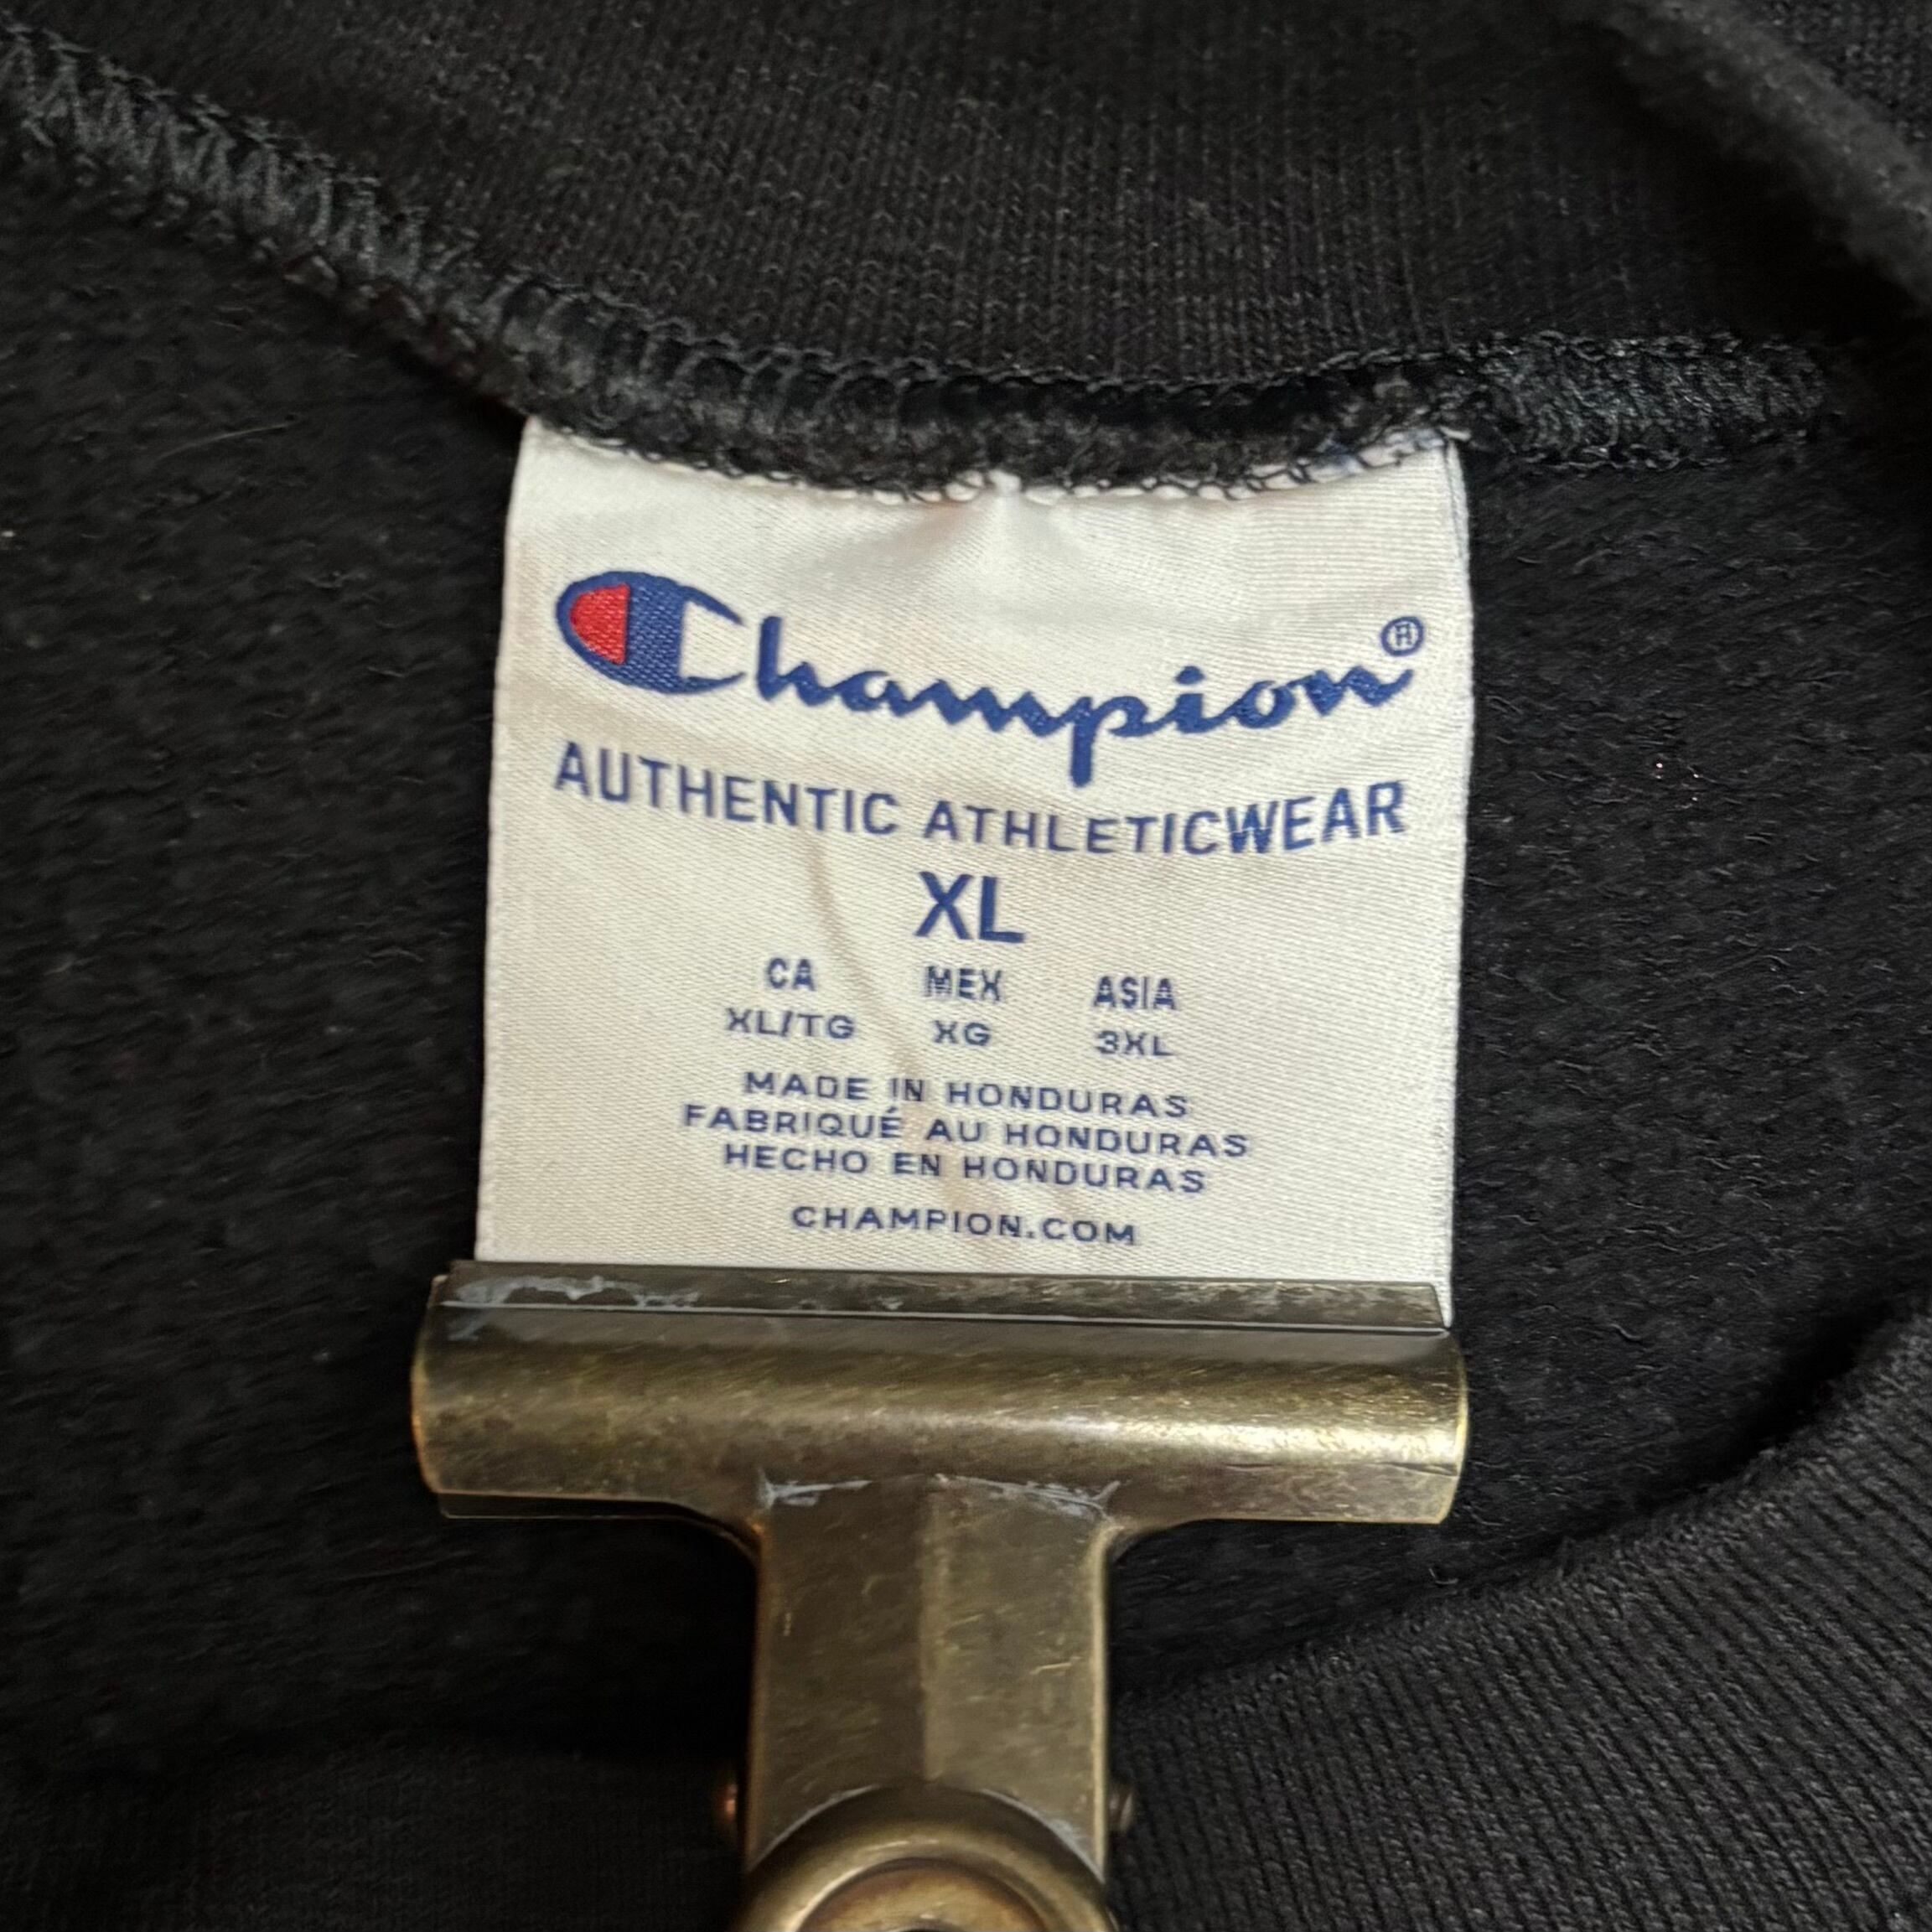 Champion®
AUTHENTIC ATHLETICWEAR
XL
CA MEX ASIA
XL/TG XG 3XL
MADE IN HONDURAS
FABRIQUÉ AU HONDURAS
HECHO EN HONDURAS
CHAMPION.COM